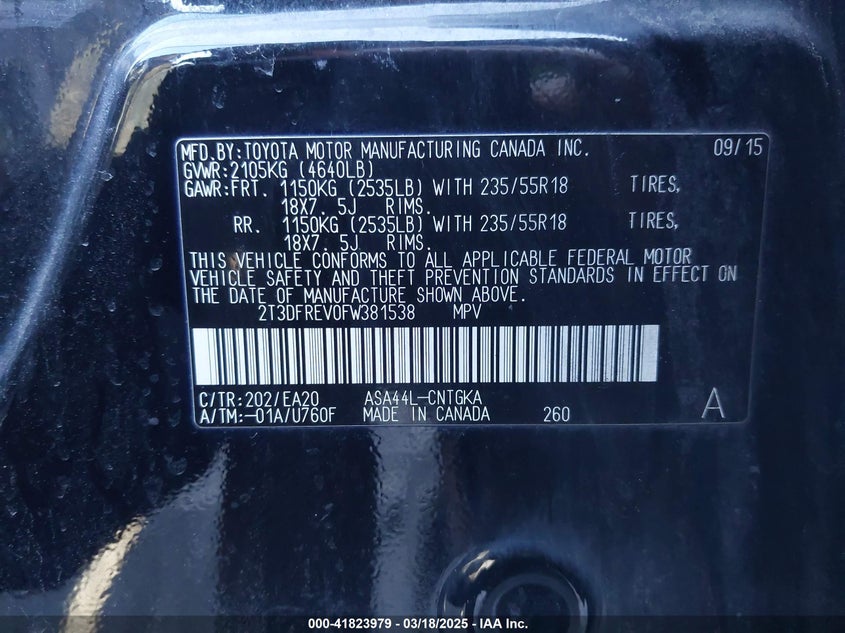 MFD.BY:TOYOTA MOTOR MANUFACTURING CANADA INC. 09/15
GVWR:2105KG (4640LB)
GAWR:FRT. 1150KG (2535LB) WITH 235/55R18 TIRES,
18X7. 5J RIMS.
RR. 1150KG (2535LB) WITH 235/55R18 TIRES,
18X7. 5J RIMS.
THIS VEHICLE CONFORMS TO ALL APPLICABLE FEDERAL MOTOR
VEHICLE SAFETY AND THEFT PREVENTION STANDARDS IN EFFECT ON
THE DATE OF MANUFACTURE SHOWN ABOVE.
2T3DFREV0FW381538 MPV
C/TR:202/EA20 ASA44L-CNTGKA
A/TM:-01A/U760F MADE IN CANADA 260 A
000-41823979 - 03/18/2025 - IAA Inc.